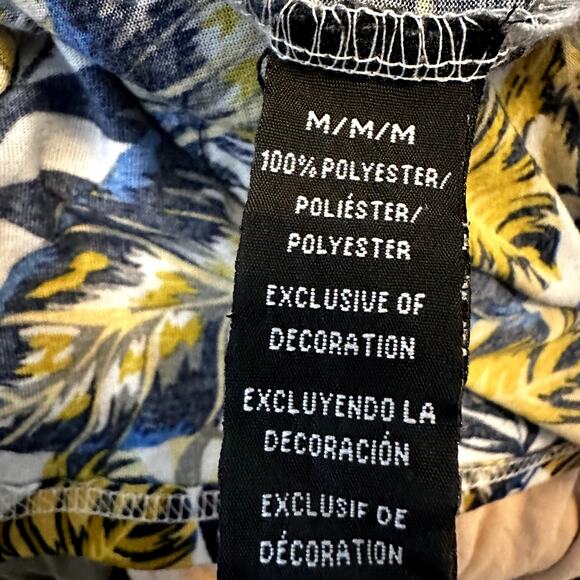 M/M/M
100% POLYESTER/
POLIÉSTER/
POLYESTER
EXCLUSIVE OF
DECORATION
EXCLUYENDO LA
DECORACIÓN
EXCLUSIF DE
DÉCORATION